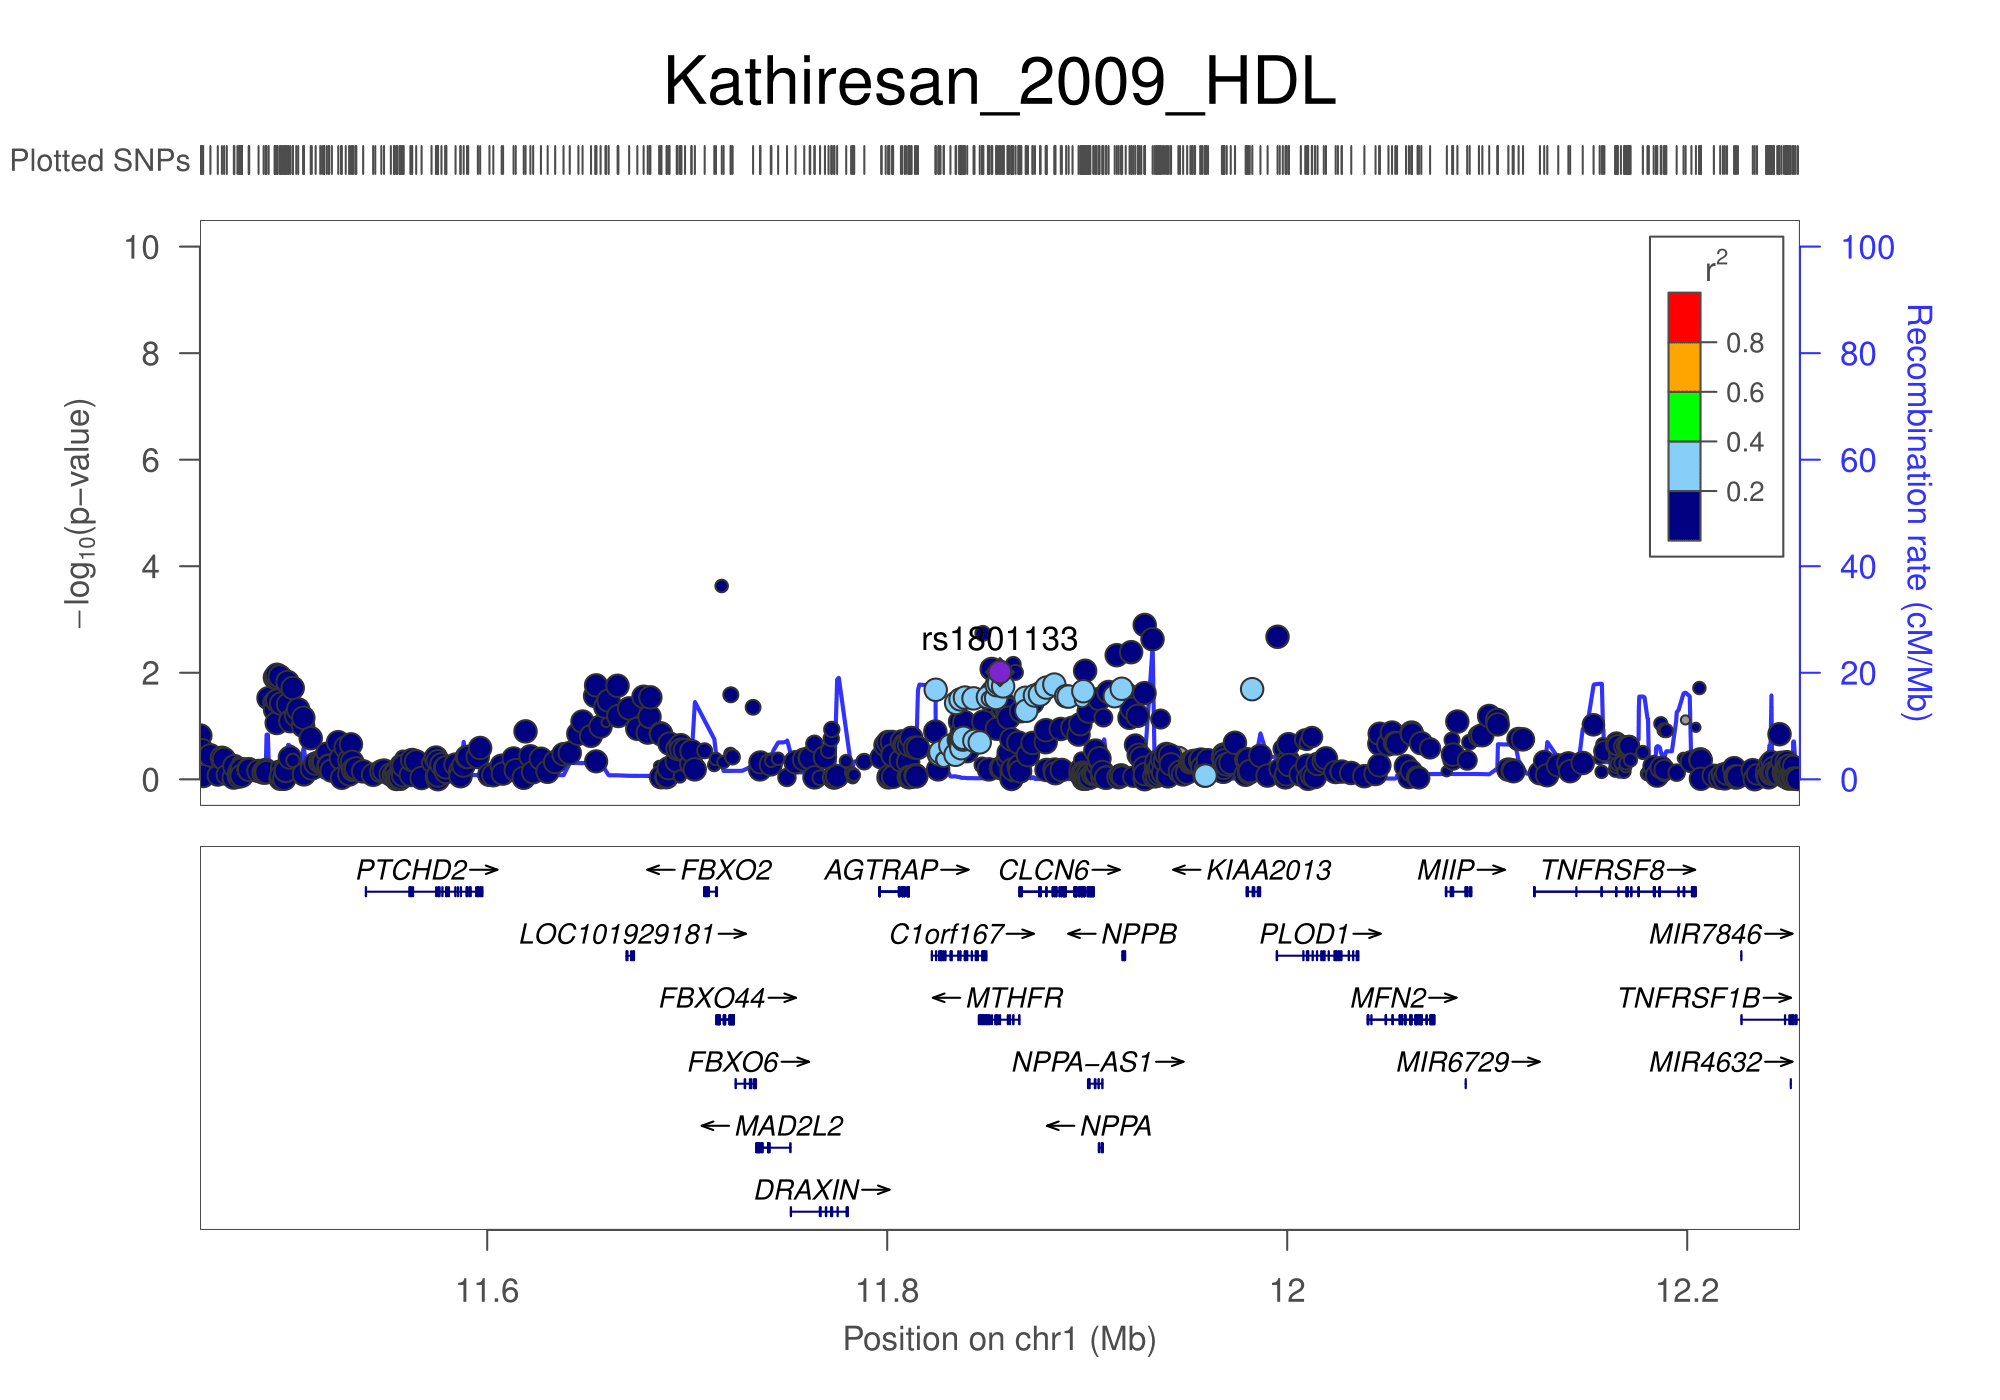 Kathiresan_2009_HDL
Plotted SNPs
10
8
6
4
2
0
−log10(p−value)
100
80
60
40
20
0
Recombination rate (cM/Mb)
r2
0.8
0.6
0.4
0.2
rs1801133
PTCHD2→ ←FBXO2 AGTRAP→ CLCN6→ ←KIAA2013 MIIP→ TNFRSF8→
LOC101929181→ C1orf167→ ←NPPB PLOD1→ MIR7846→
FBXO44→ ←MTHFR MFN2→ TNFRSF1B→
FBXO6→ NPPA−AS1→ MIR6729→ MIR4632→
←MAD2L2 ←NPPA
DRAXIN→
11.6 11.8 12 12.2
Position on chr1 (Mb)